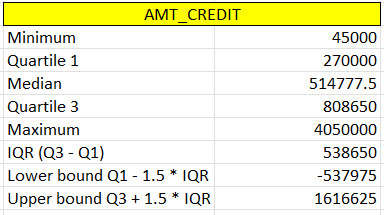 AMT_CREDIT
Minimum 45000
Quartile 1 270000
Median 514777.5
Quartile 3 808650
Maximum 4050000
IQR (Q3 - Q1) 538650
Lower bound Q1 - 1.5 * IQR -537975
Upper bound Q3 + 1.5 * IQR 1616625